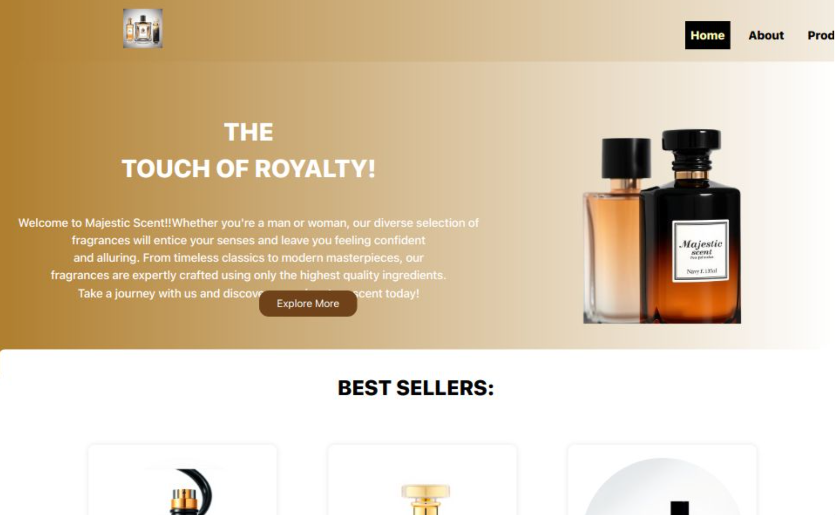 Home About Prod
THE
TOUCH OF ROYALTY!
Welcome to Majestic Scent!!Whether you're a man or woman, our diverse selection of
fragrances will entice your senses and leave you feeling confident
and alluring. From timeless classics to modern masterpieces, our
fragrances are expertly crafted using only the highest quality ingredients.
Take a journey with us and discov scent today!
Explore More
Majestic
scent
BEST SELLERS: